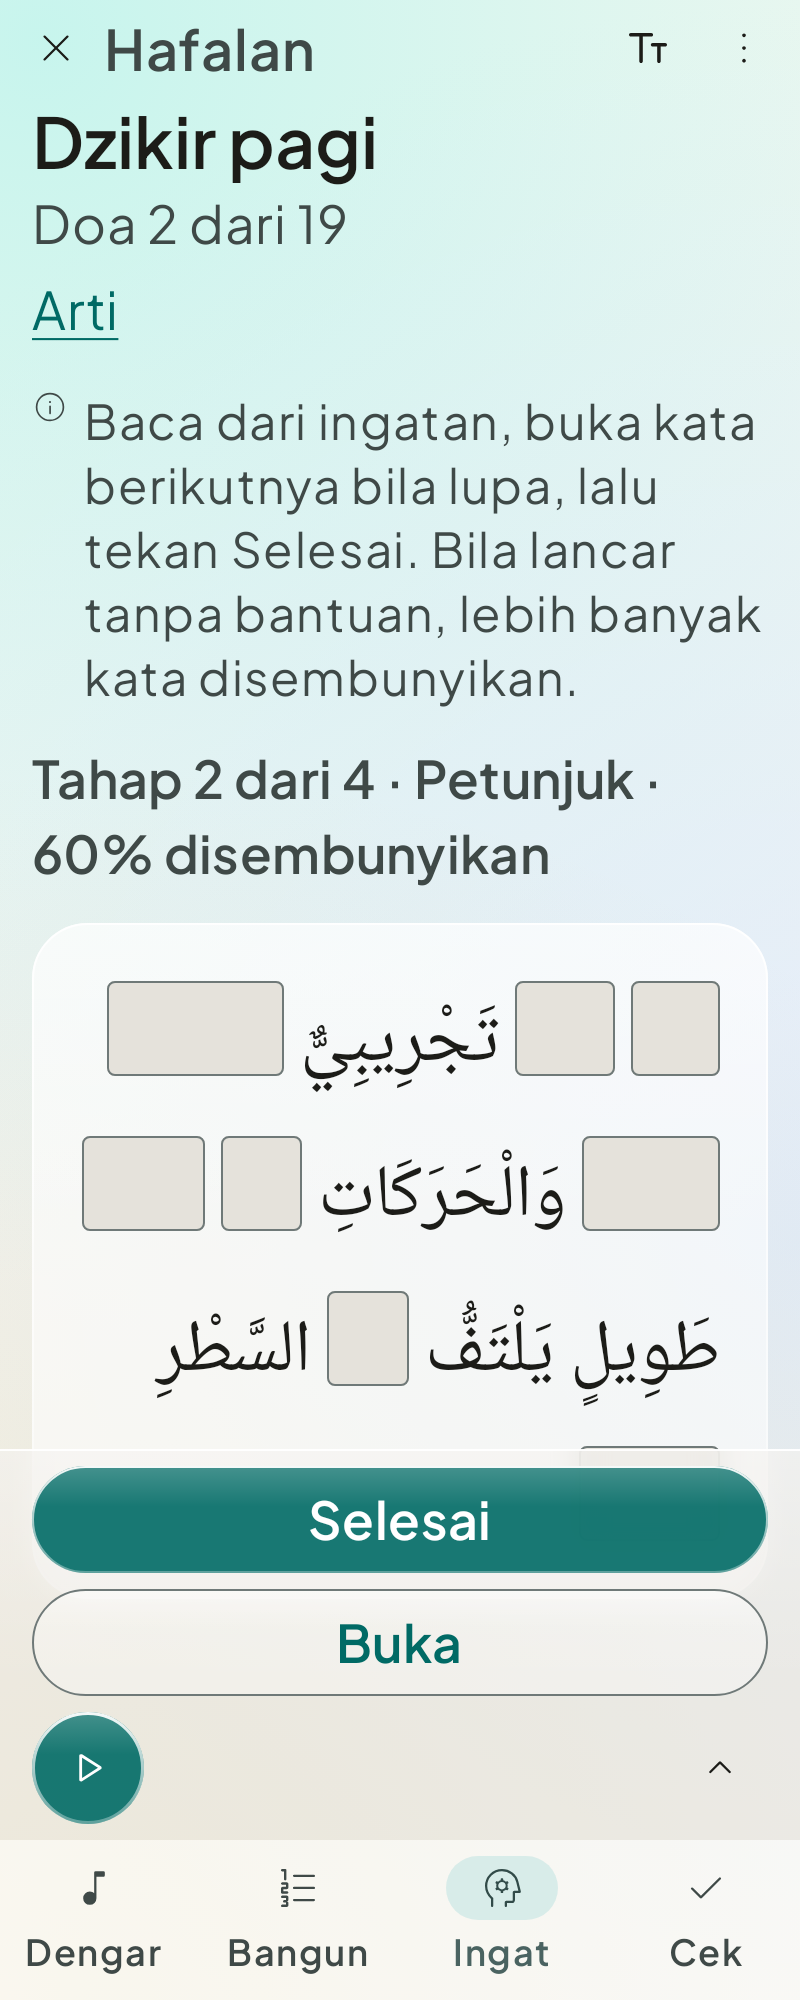 Hafalan
Dzikir pagi
Doa 2 dari 19
Arti
Baca dari ingatan, buka kata
berikutnya bila lupa, lalu
tekan Selesai. Bila lancar
tanpa bantuan, lebih banyak
kata disembunyikan.
Tahap 2 dari 4 · Petunjuk ·
60% disembunyikan
تَجْرِيبِيٌّ
وَالْحَرَكَاتِ
طَوِيلٍ يَلْتَفُّ السَّطْرِ
Selesai
Buka
Dengar
Bangun
Ingat
Cek